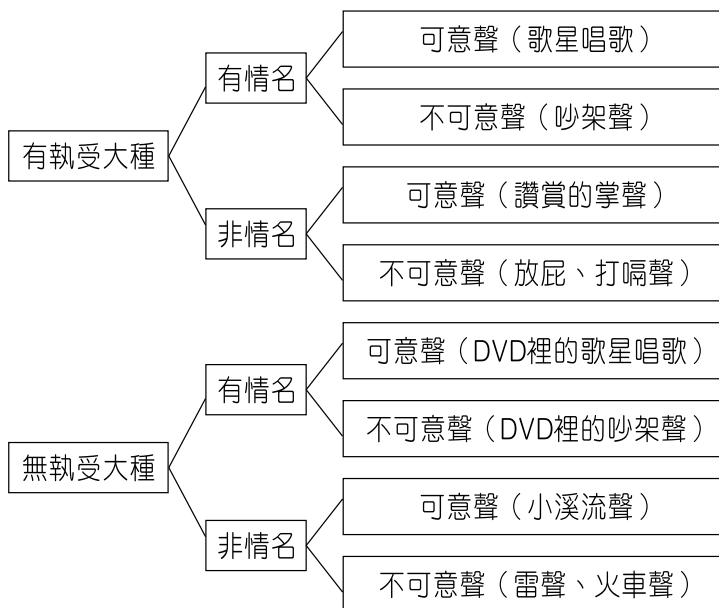 有執受大種
有情名
可意聲（歌星唱歌）
不可意聲（吵架聲）
非情名
可意聲（讚賞的掌聲）
不可意聲（放屁、打嗝聲）
無執受大種
有情名
可意聲（DVD裡的歌星唱歌）
不可意聲（DVD裡的吵架聲）
非情名
可意聲（小溪流聲）
不可意聲（雷聲、火車聲）